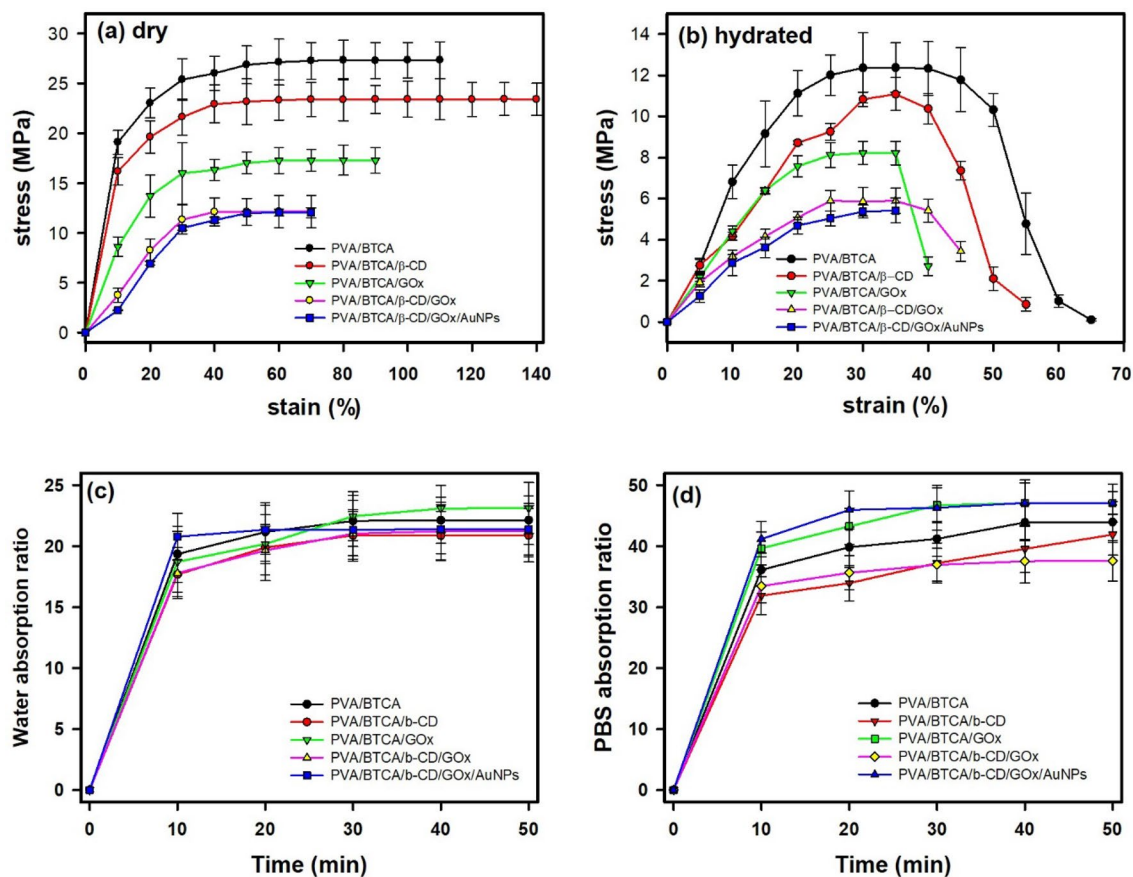 (a) dry
stress (MPa)
30
25
20
15
10
5
0
PVA/BTCA
PVA/BTCA/β-CD
PVA/BTCA/GOx
PVA/BTCA/β-CD/GOx
PVA/BTCA/β-CD/GOx/AuNPs
0 20 40 60 80 100 120 140
stain (%)
(b) hydrated
stress (MPa)
14
12
10
8
6
4
2
0
PVA/BTCA
PVA/BTCA/β–CD
PVA/BTCA/GOx
PVA/BTCA/β–CD/GOx
PVA/BTCA/β-CD/GOx/AuNPs
0 10 20 30 40 50 60 70
strain (%)
(c)
Water absorption ratio
25
20
15
10
5
0
PVA/BTCA
PVA/BTCA/b-CD
PVA/BTCA/GOx
PVA/BTCA/b-CD/GOx
PVA/BTCA/b-CD/GOx/AuNPs
0 10 20 30 40 50
Time (min)
(d)
PBS absorption ratio
50
40
30
20
10
0
PVA/BTCA
PVA/BTCA/b-CD
PVA/BTCA/GOx
PVA/BTCA/b-CD/GOx
PVA/BTCA/b-CD/GOx/AuNPs
0 10 20 30 40 50
Time (min)